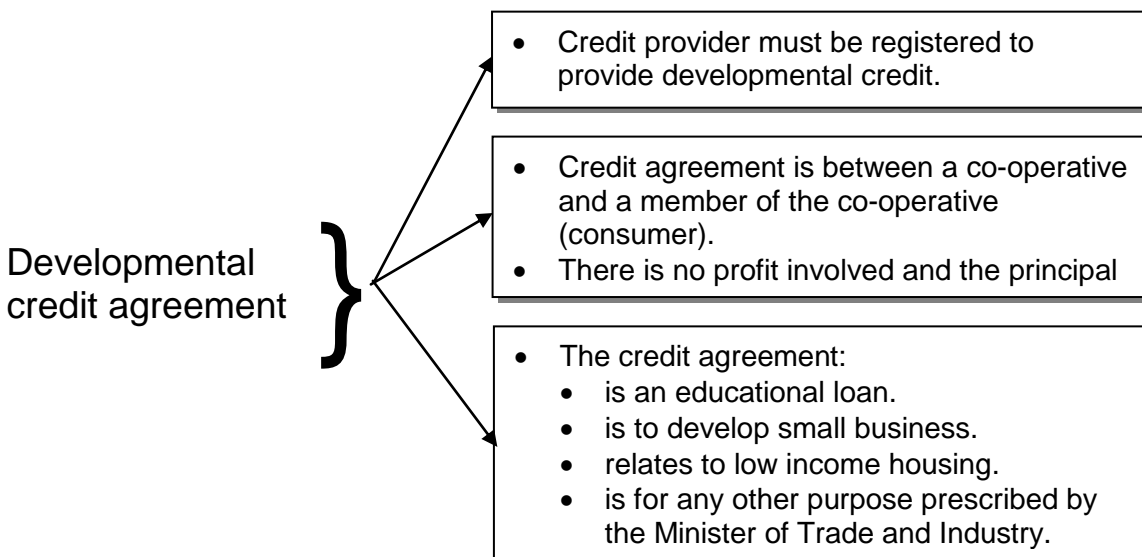 Developmental
credit agreement
}
• Credit provider must be registered to
provide developmental credit.
• Credit agreement is between a co-operative
and a member of the co-operative
(consumer).
• There is no profit involved and the principal
• The credit agreement:
• is an educational loan.
• is to develop small business.
• relates to low income housing.
• is for any other purpose prescribed by
the Minister of Trade and Industry.